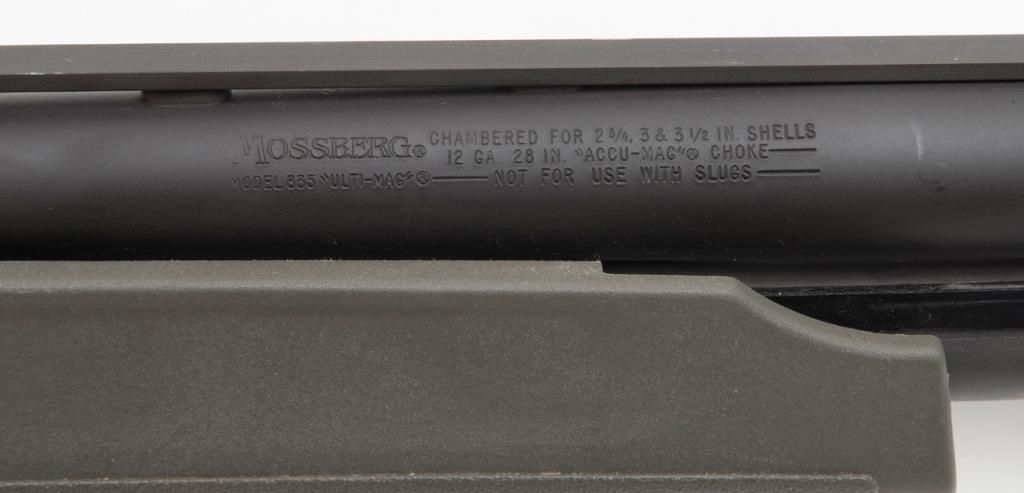 MOSSBERG® CHAMBERED FOR 2 3/4, 3 & 3 1/2 IN. SHELLS
12 GA. 28 IN. "ACCU-MAG"® CHOKE
MODEL 835 "ULTI-MAG"® NOT FOR USE WITH SLUGS